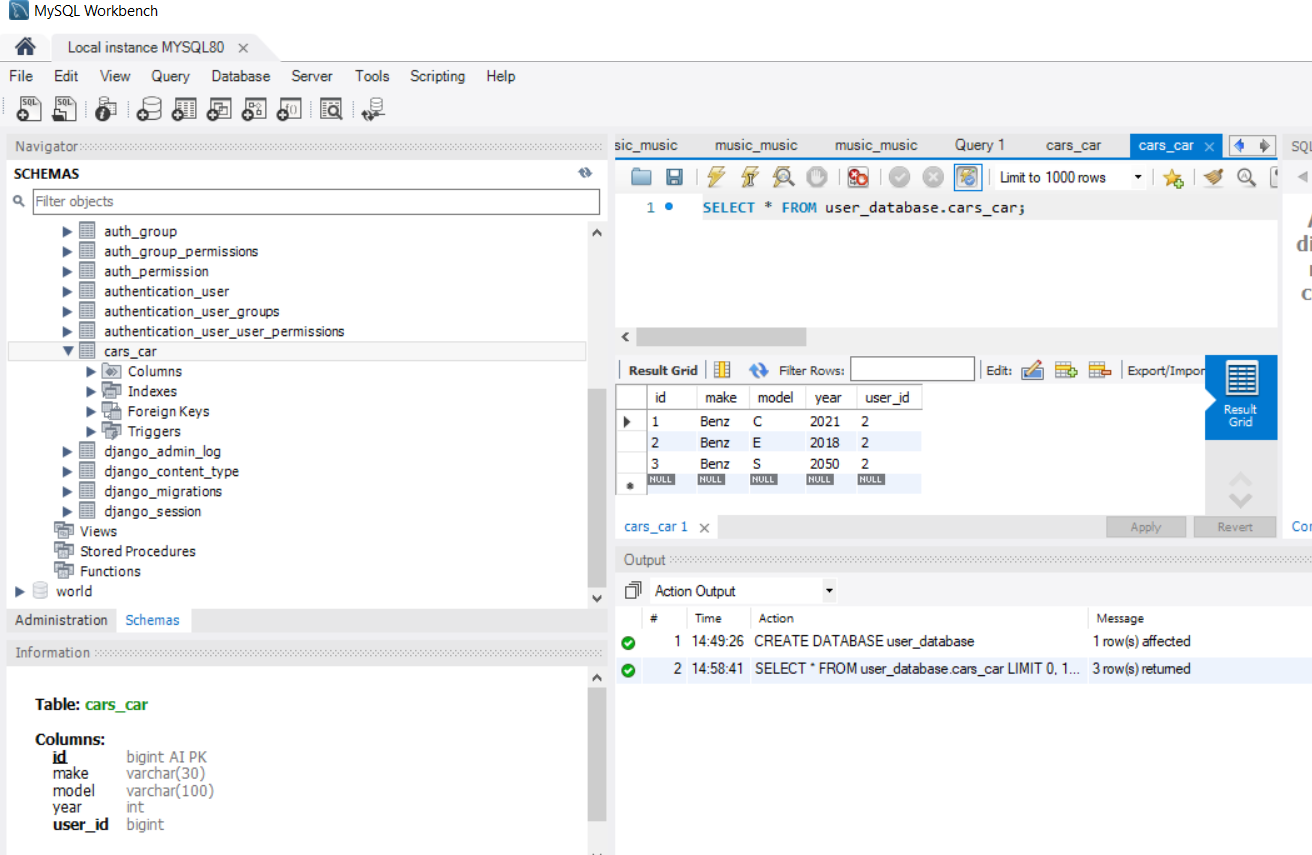 MySQL Workbench
Local instance MYSQL80
File Edit View Query Database Server Tools Scripting Help
Navigator
SCHEMAS
Filter objects
auth_group
auth_group_permissions
auth_permission
authentication_user
authentication_user_groups
authentication_user_user_permissions
cars_car
Columns
Indexes
Foreign Keys
Triggers
django_admin_log
django_content_type
django_migrations
django_session
Views
Stored Procedures
Functions
world
Administration Schemas
Information
Table: cars_car
Columns:
id bigint AI PK
make varchar(30)
model varchar(100)
year int
user_id bigint
sic_music music_music music_music Query 1 cars_car cars_car
Limit to 1000 rows
1 SELECT * FROM user_database.cars_car;
Result Grid Filter Rows: Edit: Export/Impor
id make model year user_id
1 Benz C 2021 2
2 Benz E 2018 2
3 Benz S 2050 2
NULL NULL NULL NULL NULL
Result
Grid
cars_car 1 Apply Revert
Output
Action Output
# Time Action Message
1 14:49:26 CREATE DATABASE user_database 1 row(s) affected
2 14:58:41 SELECT * FROM user_database.cars_car LIMIT 0, 1... 3 row(s) returned
SQL
di
c
Cor